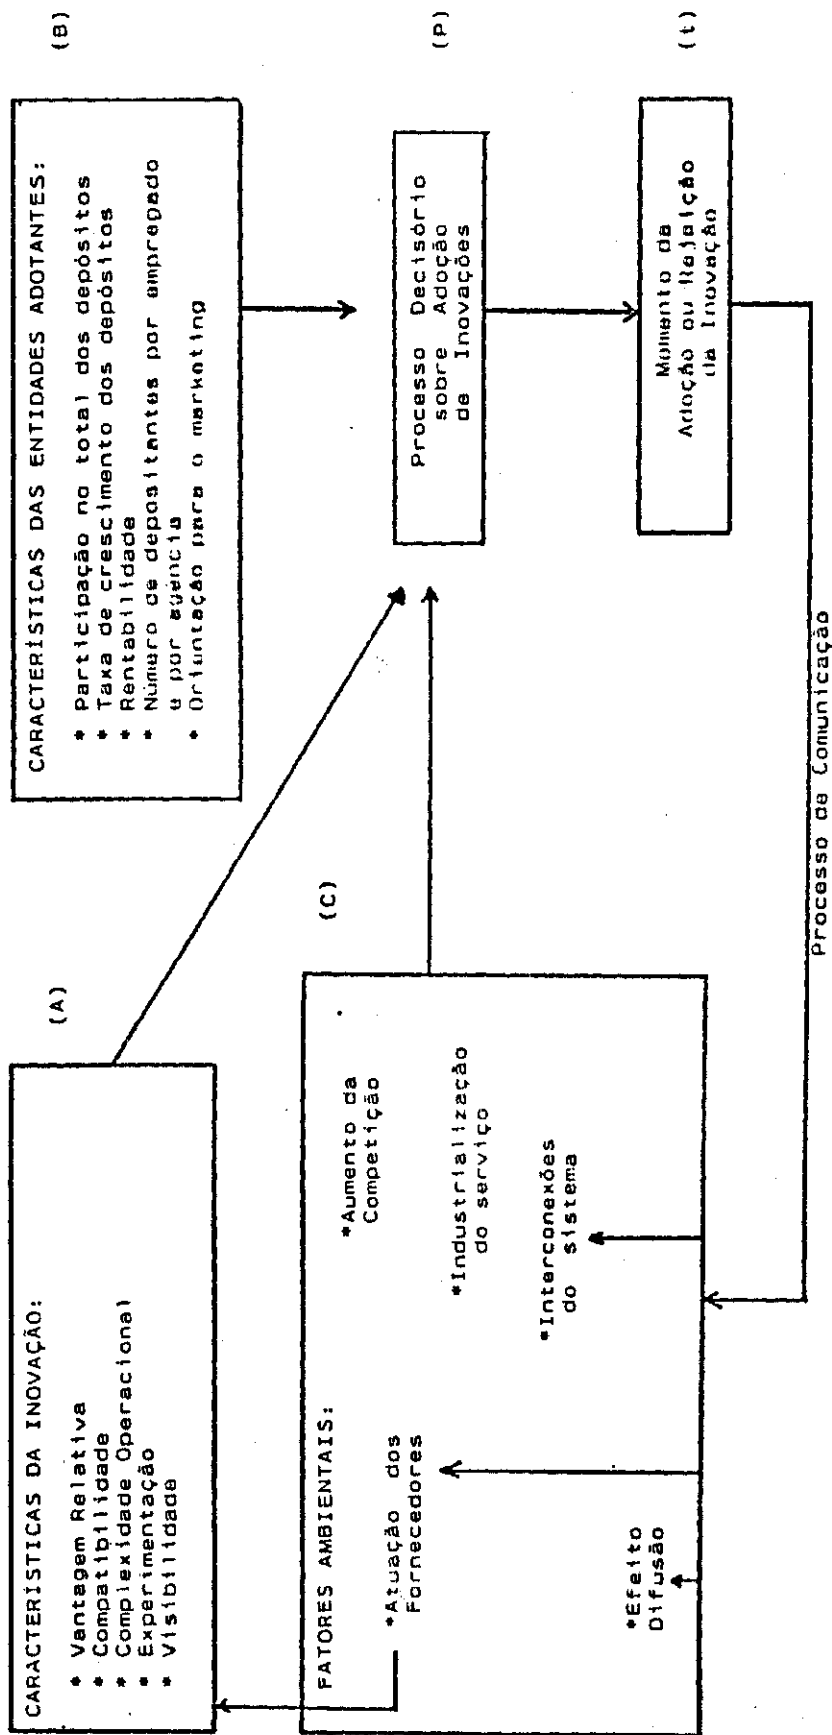 (A)
CARACTERÍSTICAS DA INOVAÇÃO:
* Vantagem Relativa
* Compatibilidade
* Complexidade Operacional
* Experimentação
* Visibilidade
(B)
CARACTERÍSTICAS DAS ENTIDADES ADOTANTES:
* Participação no total dos depósitos
* Taxa de crescimento dos depósitos
* Rentabilidade
* Número de depositantes por empregado
e por agência
* Orientação para o marketing
(C)
FATORES AMBIENTAIS:
*Aumento da
Competição
*Atuação dos
Fornecedores
*Industrialização
do serviço
*Interconexões
do sistema
*Efeito
Difusão
(P)
Processo Decisório
sobre Adoção
de Inovações
(t)
Momento da
Adoção ou Rejeição
da Inovação
Processo de Comunicação